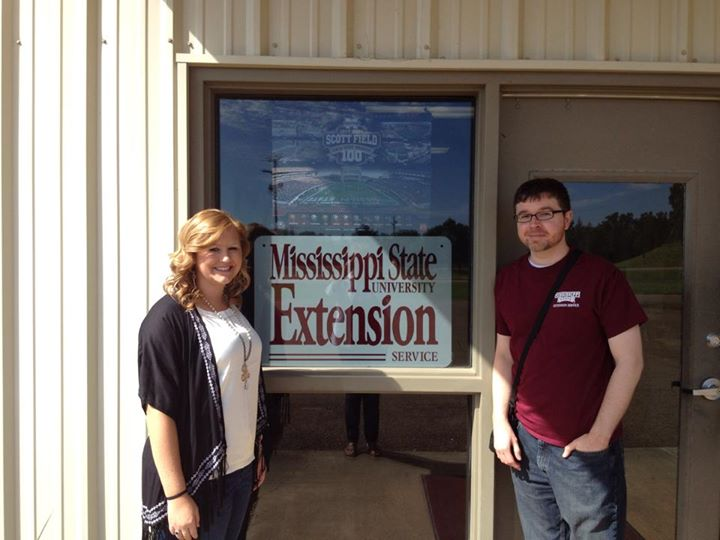 SCOTT FIELD
100
Mississippi State
UNIVERSITY
Extension
SERVICE